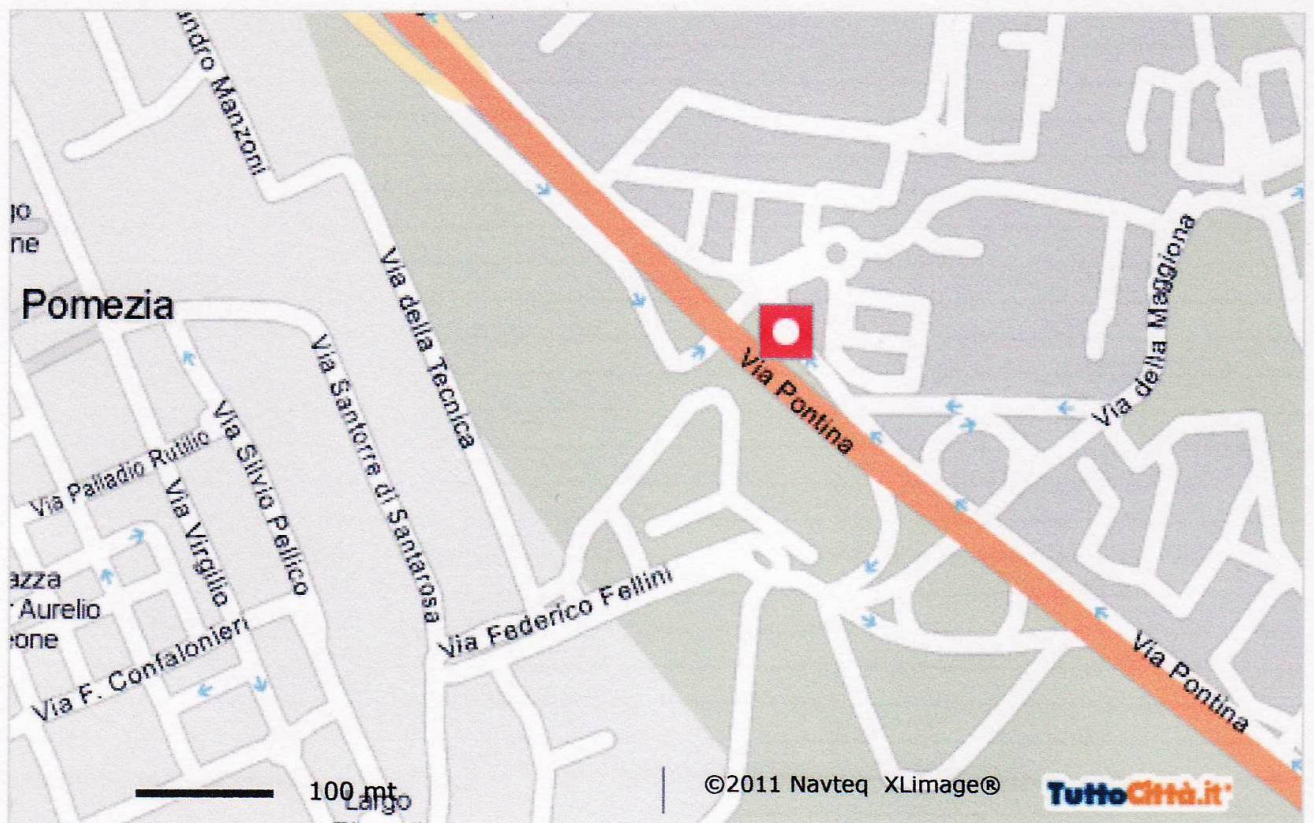 andro Manzoni
go
ne
Pomezia
Via della Tecnica
Via Santorre di Santarosa
Via Silvio Pellico
Via Palladio Rutilio
Via Virgilio
azza
r Aurelio
one
Via F. Confalonieri
Via Federico Fellini
Via Pontina
Via della Maggiona
Via Pontina
100 mt
Largo
©2011 Navteq XLimage®
TuttoCittà.it